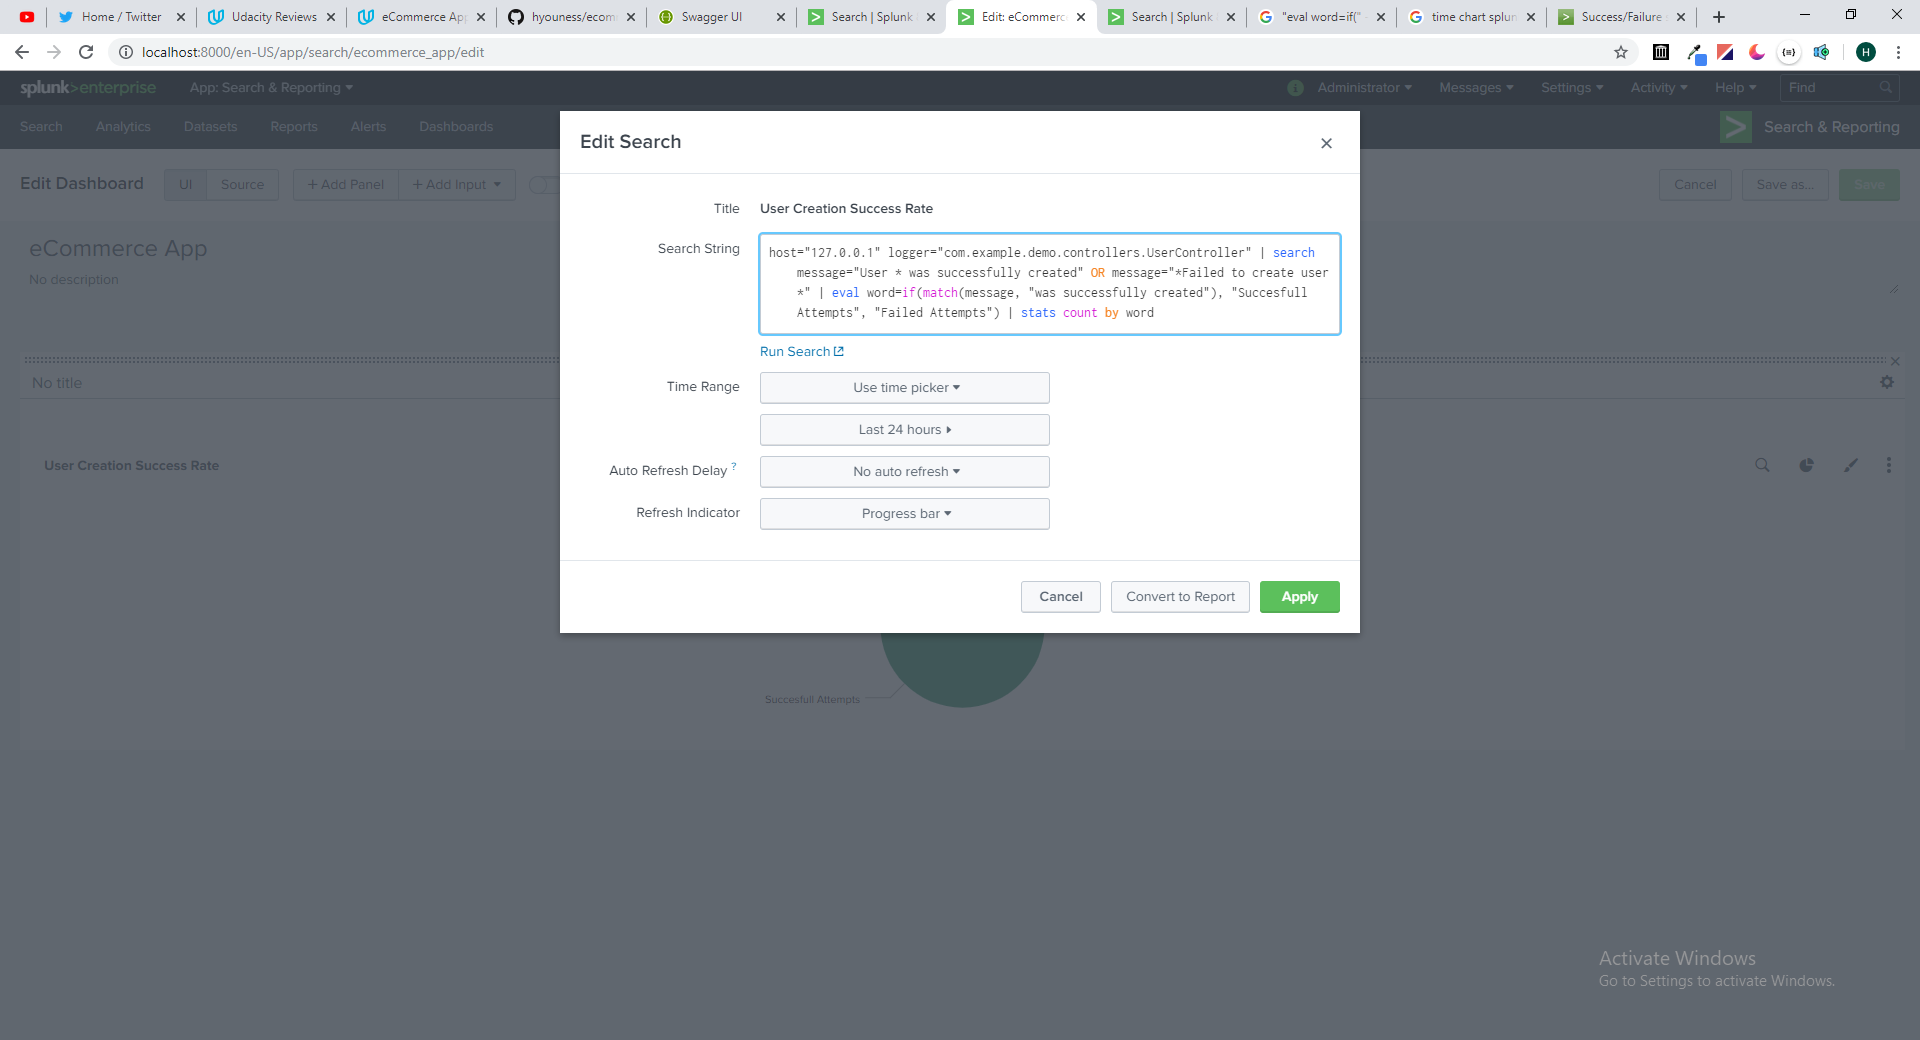 Home / Twitter
Udacity Reviews
eCommerce App
hyouness/ecom
Swagger UI
Search | Splunk
Edit: eCommerc
Search | Splunk
"eval word=if("
time chart splun
Success/Failure
localhost:8000/en-US/app/search/ecommerce_app/edit
H
splunk>enterprise
App: Search & Reporting
i
Administrator
Messages
Settings
Activity
Help
Find
Search
Analytics
Datasets
Reports
Alerts
Dashboards
Search & Reporting
Edit Dashboard
UI
Source
+ Add Panel
+ Add Input
Cancel
Save as...
Save
eCommerce App
No description
No title
User Creation Success Rate
Edit Search
Title
User Creation Success Rate
Search String
host="127.0.0.1" logger="com.example.demo.controllers.UserController" | search
message="User * was successfully created" OR message="*Failed to create user
*" | eval word=if(match(message, "was successfully created"), "Succesfull
Attempts", "Failed Attempts") | stats count by word
Run Search
Time Range
Use time picker
Last 24 hours
Auto Refresh Delay ?
No auto refresh
Refresh Indicator
Progress bar
Cancel
Convert to Report
Apply
Succesfull Attempts
Activate Windows
Go to Settings to activate Windows.